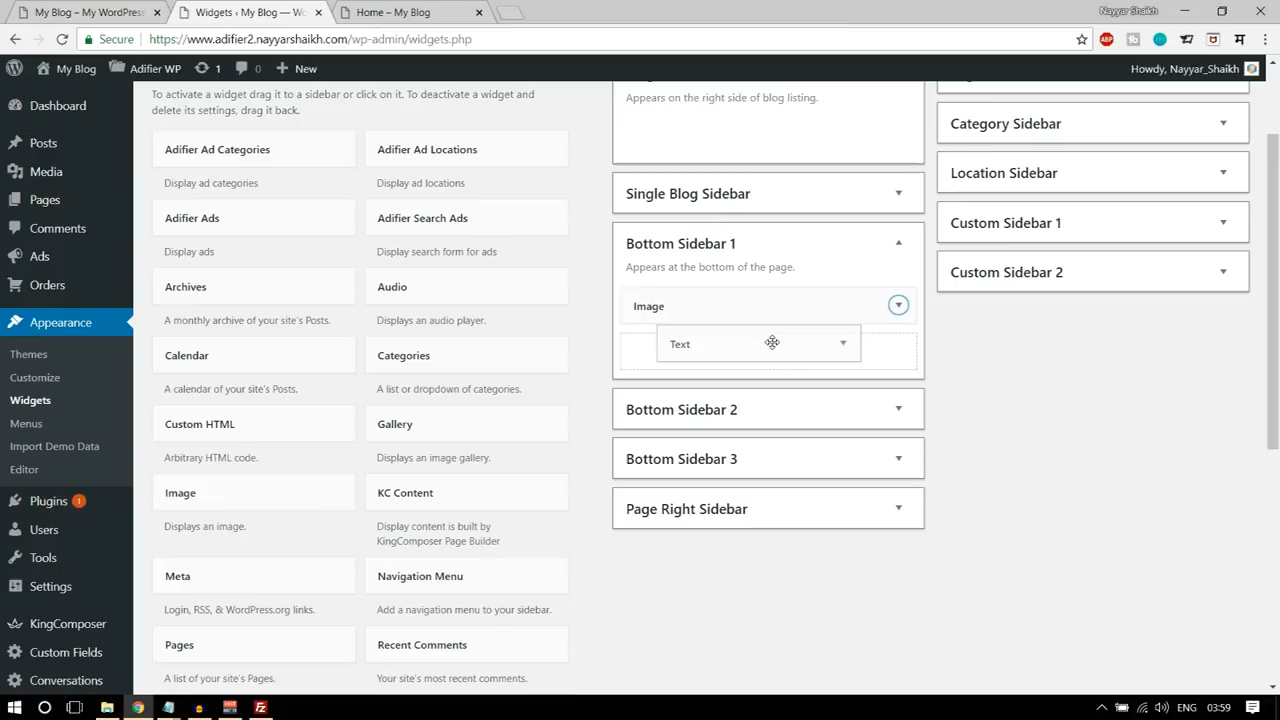 My Blog – My WordPress
Widgets ‹ My Blog — Wo
Home – My Blog
Nayyar Shaikh
Secure
https://www.adifier2.nayyarshaikh.com/wp-admin/widgets.php
ABP
My Blog
Adifier WP
1
0
New
Howdy, Nayyar_Shaikh
Dashboard
Posts
Media
Pages
Comments
Ads
Orders
Appearance
Themes
Customize
Widgets
Menus
Import Demo Data
Editor
Plugins 1
Users
Tools
Settings
KingComposer
Custom Fields
Conversations
To activate a widget drag it to a sidebar or click on it. To deactivate a widget and
delete its settings, drag it back.
Adifier Ad Categories
Display ad categories
Adifier Ad Locations
Display ad locations
Adifier Ads
Display ads
Adifier Search Ads
Display search form for ads
Archives
A monthly archive of your site's Posts.
Audio
Displays an audio player.
Calendar
A calendar of your site's Posts.
Categories
A list or dropdown of categories.
Custom HTML
Arbitrary HTML code.
Gallery
Displays an image gallery.
Image
Displays an image.
KC Content
Display content is built by
KingComposer Page Builder
Meta
Login, RSS, & WordPress.org links.
Navigation Menu
Add a navigation menu to your sidebar.
Pages
A list of your site's Pages.
Recent Comments
Your site's most recent comments.
Appears on the right side of blog listing.
Single Blog Sidebar
Bottom Sidebar 1
Appears at the bottom of the page.
Image
Text
Bottom Sidebar 2
Bottom Sidebar 3
Page Right Sidebar
Category Sidebar
Location Sidebar
Custom Sidebar 1
Custom Sidebar 2
ENG
03:59